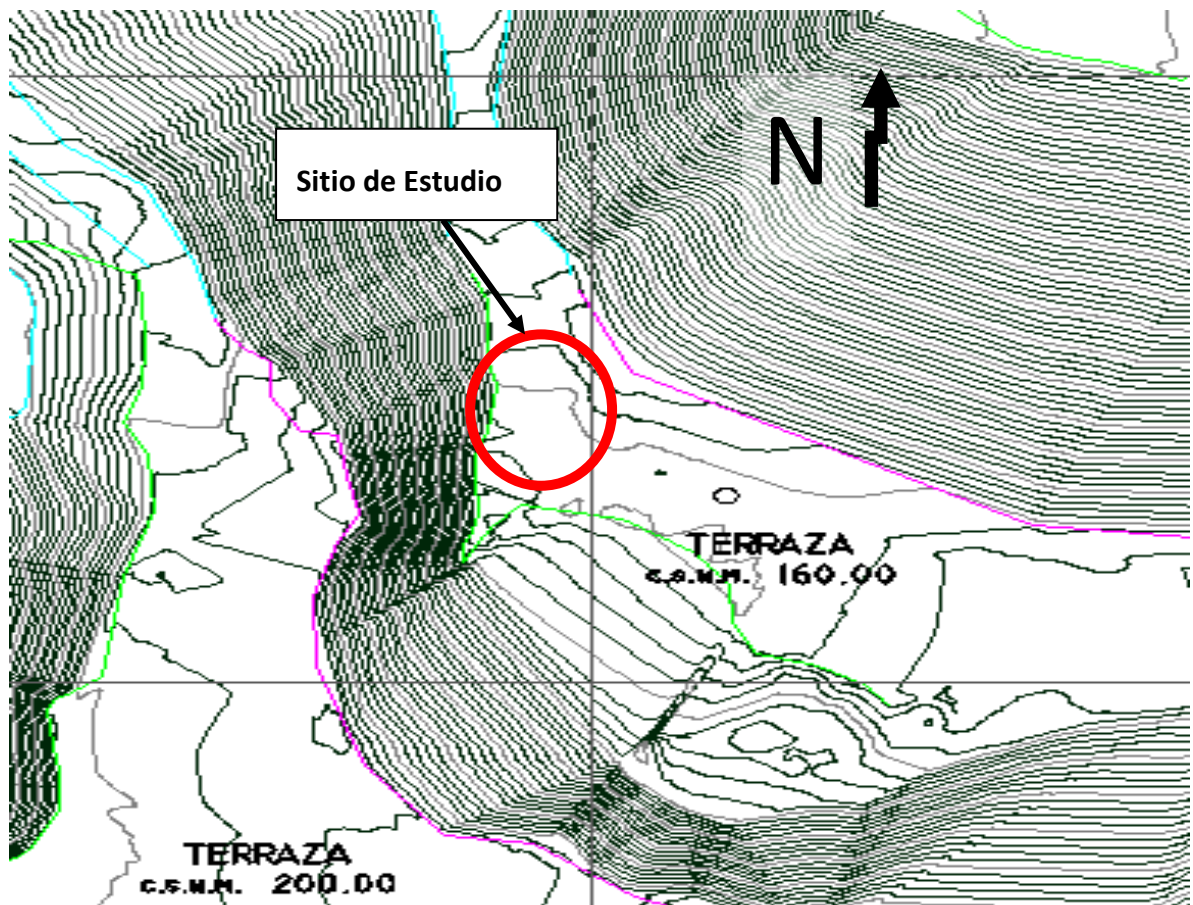 N
Sitio de Estudio
TERRAZA
C.S.N.M. 160.00
TERRAZA
C.S.N.M. 200.00